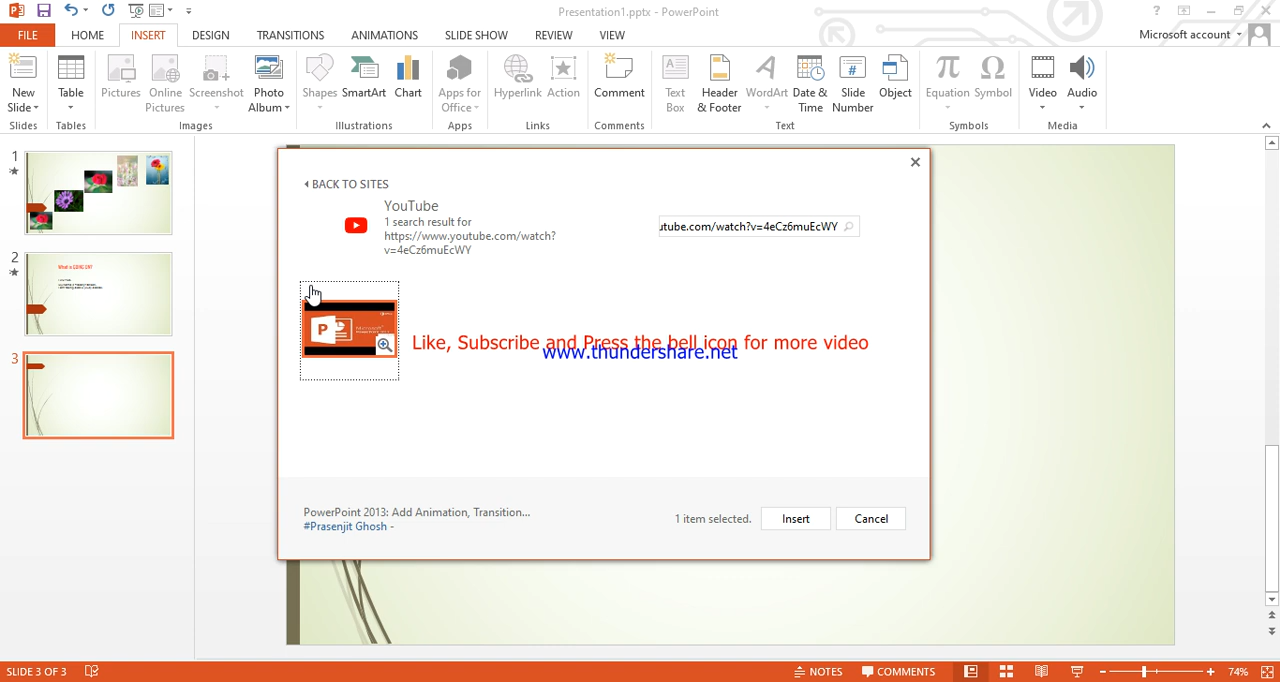 Presentation1.pptx - PowerPoint
?
FILE HOME INSERT DESIGN TRANSITIONS ANIMATIONS SLIDE SHOW REVIEW VIEW
Microsoft account
New Slide
Table
Pictures
Online Pictures
Screenshot
Photo Album
Shapes
SmartArt
Chart
Apps for Office
Hyperlink
Action
Comment
Text Box
Header & Footer
WordArt
Date & Time
Slide Number
Object
Equation
Symbol
Video
Audio
Slides Tables Images Illustrations Apps Links Comments Text Symbols Media
1
2
3
BACK TO SITES
YouTube
1 search result for
https://www.youtube.com/watch?
v=4eCz6muEcWY
utube.com/watch?v=4eCz6muEcWY
Like, Subscribe and Press the bell icon for more video
www.thundershare.net
PowerPoint 2013: Add Animation, Transition...
#Prasenjit Ghosh -
1 item selected.
Insert
Cancel
SLIDE 3 OF 3
NOTES
COMMENTS
74%